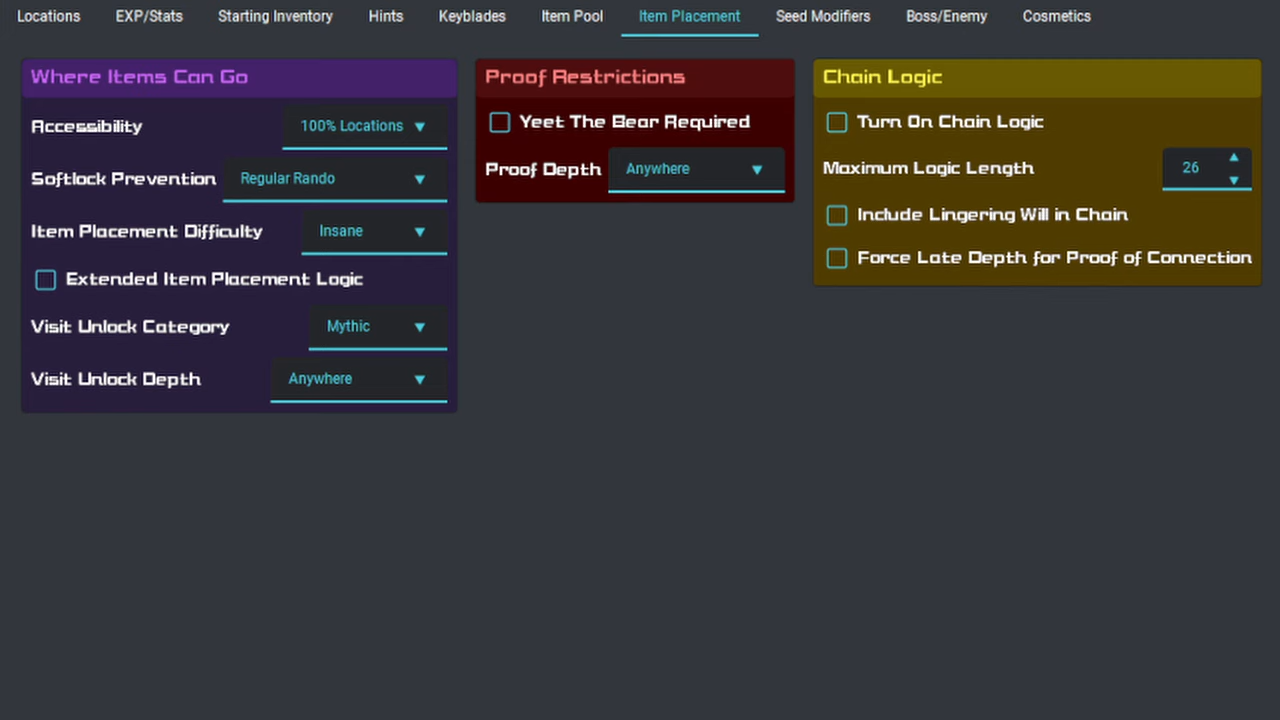 Locations EXP/Stats Starting Inventory Hints Keyblades Item Pool Item Placement Seed Modifiers Boss/Enemy Cosmetics
Where Items Can Go
Accessibility 100% Locations
Softlock Prevention Regular Rando
Item Placement Difficulty Insane
Extended Item Placement Logic
Visit Unlock Category Mythic
Visit Unlock Depth Anywhere
Proof Restrictions
Yeet The Bear Required
Proof Depth Anywhere
Chain Logic
Turn On Chain Logic
Maximum Logic Length 26
Include Lingering Will in Chain
Force Late Depth for Proof of Connection